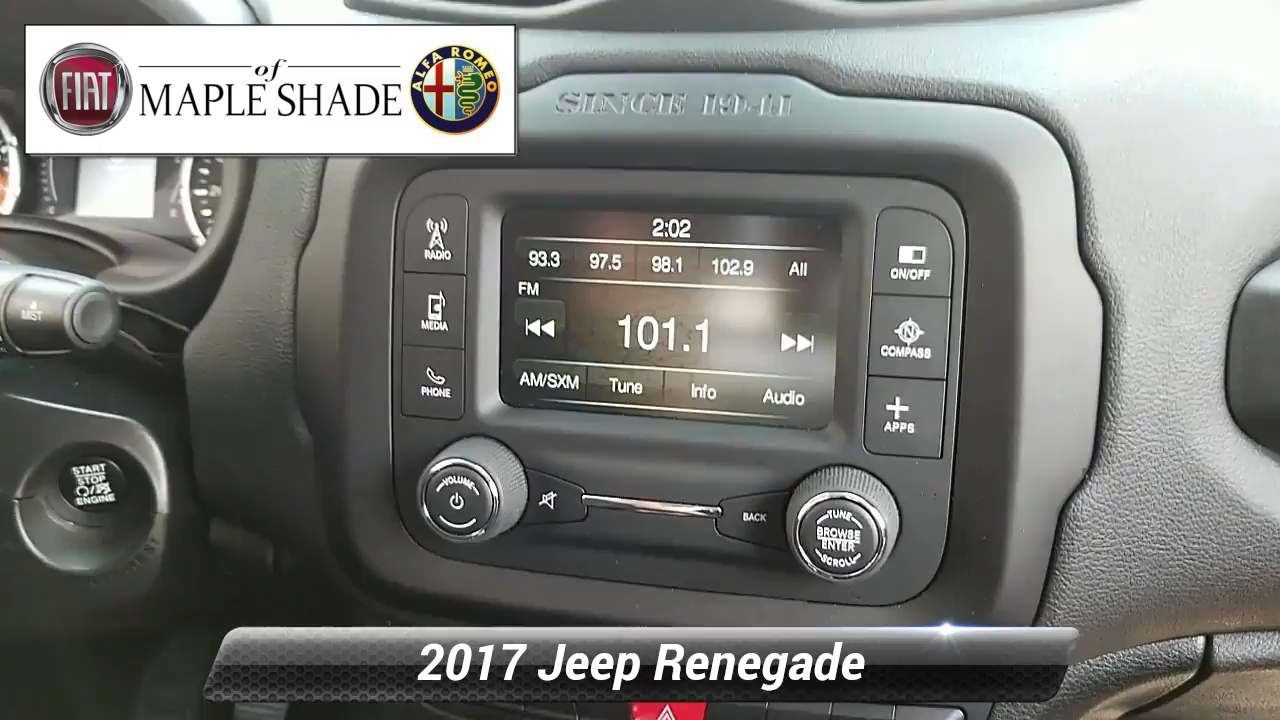 FIAT
of
MAPLE SHADE
ALFA ROMEO
SINCE 1941
RADIO
MEDIA
PHONE
2:02
93.3 97.5 98.1 102.9 All
FM
101.1
AM/SXM Tune Info Audio
ON/OFF
N
COMPASS
APPS
MIST
START
STOP
ENGINE
VOLUME
BACK
TUNE
BROWSE
ENTER
SCROLL
2017 Jeep Renegade